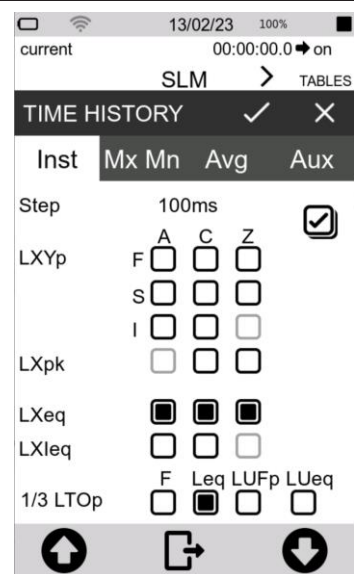 13/02/23 100%
current 00:00:00.0 → on
SLM > TABLES
TIME HISTORY
Inst Mx Mn Avg Aux
Step 100ms
A C Z
LXYp F
S
I
LXpk
LXeq
LXIeq
F Leq LUFp LUeq
1/3 LTOp